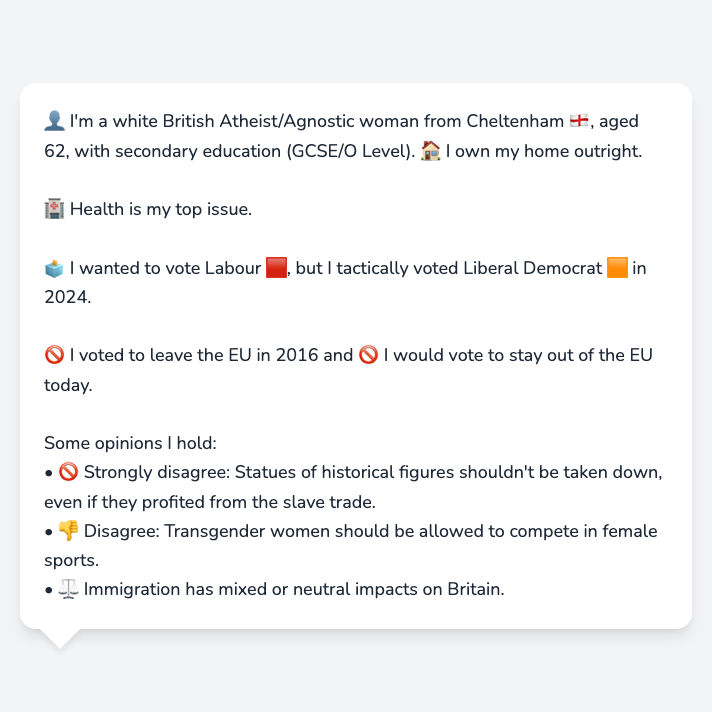 👤 I'm a white British Atheist/Agnostic woman from Cheltenham 🏴󠁧󠁢󠁥󠁮󠁧󠁿, aged
62, with secondary education (GCSE/O Level). 🏠 I own my home outright.
🏥 Health is my top issue.
🗳️ I wanted to vote Labour 🟥, but I tactically voted Liberal Democrat 🟧 in
2024.
🚫 I voted to leave the EU in 2016 and 🚫 I would vote to stay out of the EU
today.
Some opinions I hold:
• 🚫 Strongly disagree: Statues of historical figures shouldn't be taken down,
even if they profited from the slave trade.
• 👎 Disagree: Transgender women should be allowed to compete in female
sports.
• ⚖️ Immigration has mixed or neutral impacts on Britain.